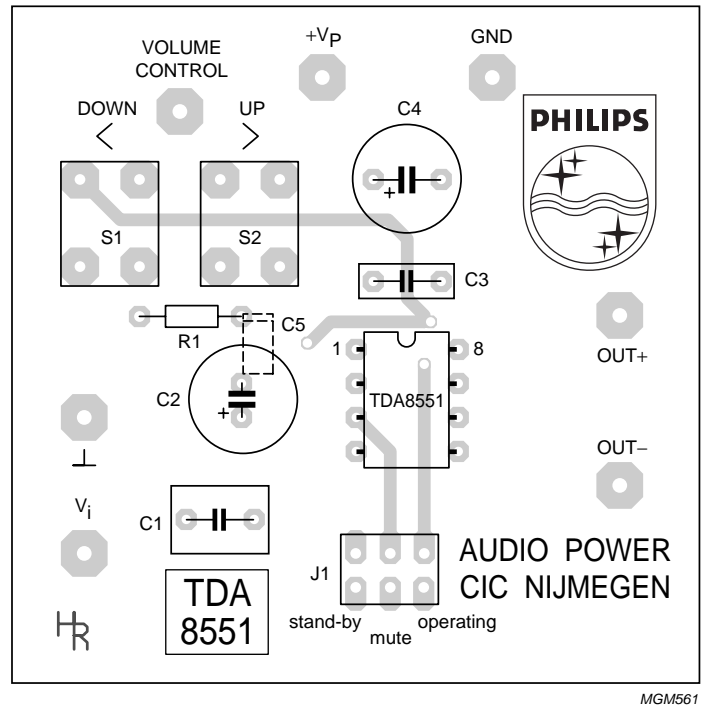 +VP
GND
VOLUME
CONTROL
DOWN
UP
C4
PHILIPS
S1
S2
+
C3
C5
R1
1
8
OUT+
C2
TDA8551
+
OUT−
⊥
Vi
C1
AUDIO POWER
CIC NIJMEGEN
J1
TDA
8551
stand-by
mute
operating
HR
MGM561